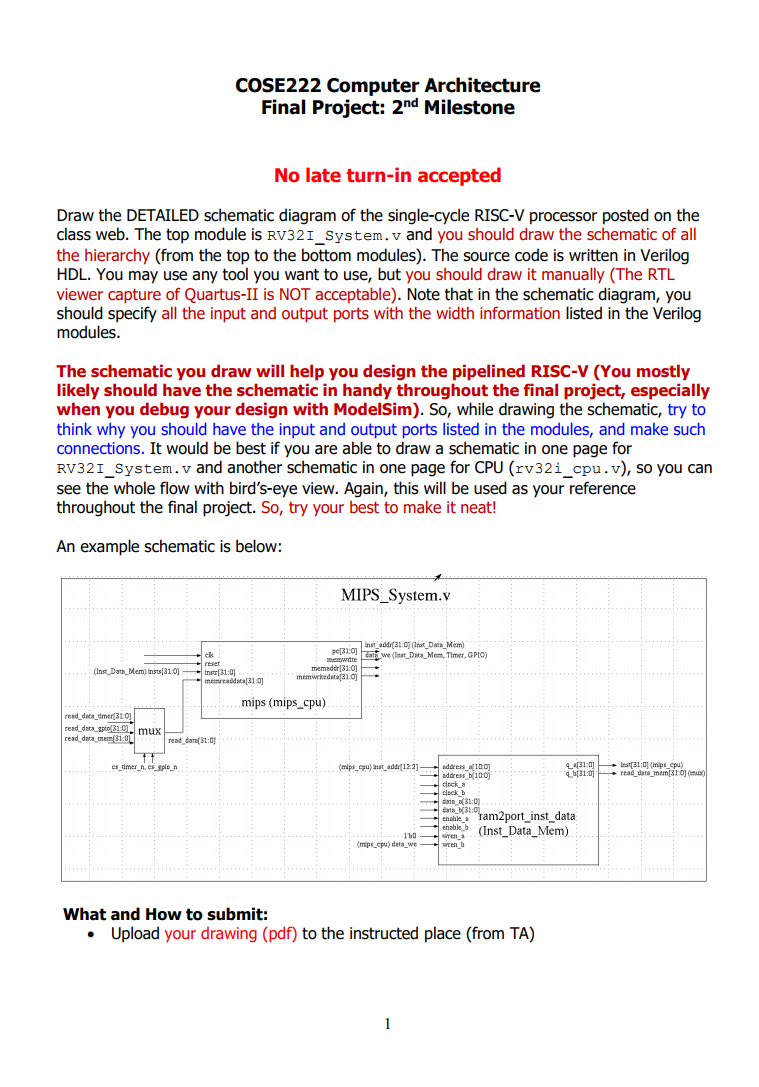 COSE222 Computer Architecture
Final Project: 2nd Milestone
No late turn-in accepted
Draw the DETAILED schematic diagram of the single-cycle RISC-V processor posted on the
class web. The top module is RV32I_System.v and you should draw the schematic of all
the hierarchy (from the top to the bottom modules). The source code is written in Verilog
HDL. You may use any tool you want to use, but you should draw it manually (The RTL
viewer capture of Quartus-II is NOT acceptable). Note that in the schematic diagram, you
should specify all the input and output ports with the width information listed in the Verilog
modules.
The schematic you draw will help you design the pipelined RISC-V (You mostly
likely should have the schematic in handy throughout the final project, especially
when you debug your design with ModelSim). So, while drawing the schematic, try to
think why you should have the input and output ports listed in the modules, and make such
connections. It would be best if you are able to draw a schematic in one page for
RV32I_System.v and another schematic in one page for CPU (rv32i_cpu.v), so you can
see the whole flow with bird's-eye view. Again, this will be used as your reference
throughout the final project. So, try your best to make it neat!
An example schematic is below:
MIPS_System.v
clk
reset
(Inst_Data_Mem) insts[31:0]
instr[31:0]
memreaddata[31:0]
pc[31:0]
memwrite
memaddr[31:0]
memwritedata[31:0]
inst_addr[31:0] (Inst_Data_Mem)
data_we (Inst_Data_Mem, Timer, GPIO)
mips (mips_cpu)
read_data_timer[31:0]
read_data_gpio[31:0]
read_data_mem[31:0]
mux
read_data[31:0]
cs_timer_n, cs_gpio_n
(mips_cpu) inst_addr[12:2]
address_a[10:0]
address_b[10:0]
clock_a
clock_b
data_a[31:0]
data_b[31:0]
enable_a
enable_b
1'b0
wren_a
(mips_cpu) data_we
wren_b
q_a[31:0]
q_b[31:0]
inst[31:0] (mips_cpu)
read_data_mem[31:0] (mux)
ram2port_inst_data
(Inst_Data_Mem)
What and How to submit:
• Upload your drawing (pdf) to the instructed place (from TA)
1